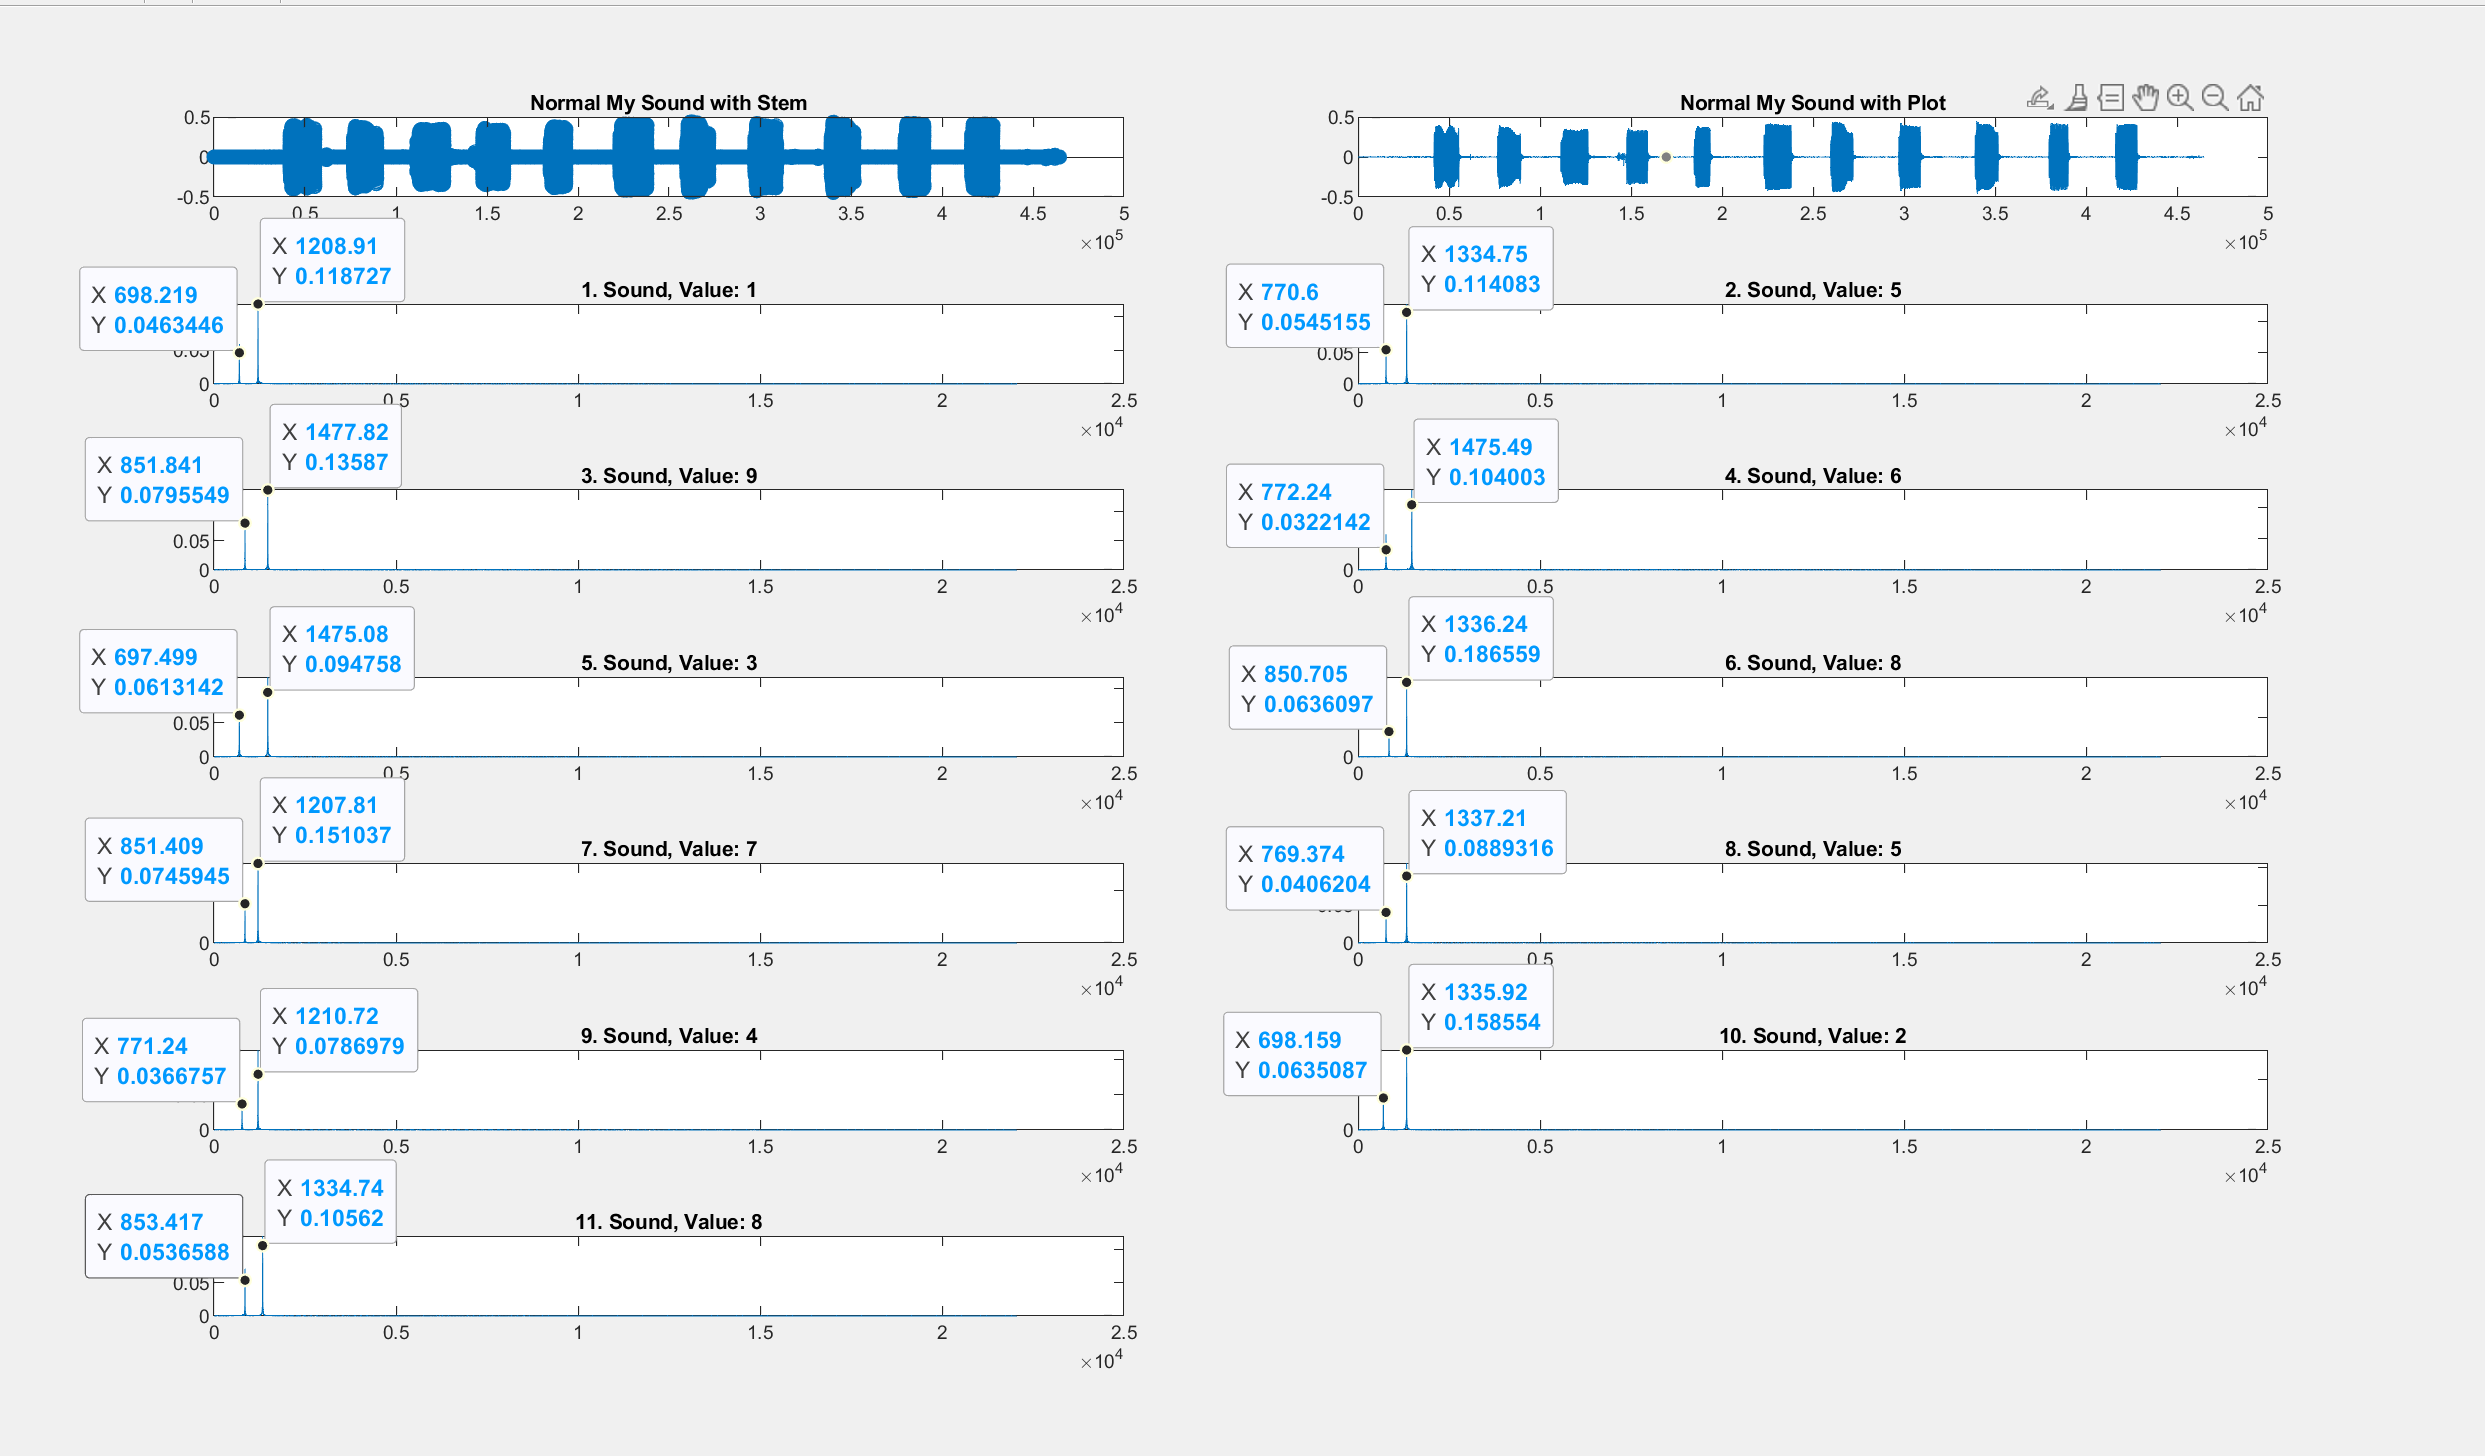 Normal My Sound with Stem
0.5
0
-0.5
0 0.5 1 1.5 2 2.5 3 3.5 4 4.5 5
×10^5
Normal My Sound with Plot
0.5
0
-0.5
0 0.5 1 1.5 2 2.5 3 3.5 4 4.5 5
×10^5
X 1208.91
Y 0.118727
X 698.219
Y 0.0463446
1. Sound, Value: 1
0.05
0
0 0.5 1 1.5 2 2.5
×10^4
X 1334.75
Y 0.114083
X 770.6
Y 0.0545155
2. Sound, Value: 5
0.05
0
0 0.5 1 1.5 2 2.5
×10^4
X 1477.82
Y 0.13587
X 851.841
Y 0.0795549
3. Sound, Value: 9
0.05
0
0 0.5 1 1.5 2 2.5
×10^4
X 1475.49
Y 0.104003
X 772.24
Y 0.0322142
4. Sound, Value: 6
0
0 0.5 1 1.5 2 2.5
×10^4
X 1475.08
Y 0.094758
X 697.499
Y 0.0613142
5. Sound, Value: 3
0.05
0
0 0.5 1 1.5 2 2.5
×10^4
X 1336.24
Y 0.186559
X 850.705
Y 0.0636097
6. Sound, Value: 8
0
0 0.5 1 1.5 2 2.5
×10^4
X 1207.81
Y 0.151037
X 851.409
Y 0.0745945
7. Sound, Value: 7
0
0 0.5 1 1.5 2 2.5
×10^4
X 1337.21
Y 0.0889316
X 769.374
Y 0.0406204
8. Sound, Value: 5
0
0 0.5 1 1.5 2 2.5
×10^4
X 1210.72
Y 0.0786979
X 771.24
Y 0.0366757
9. Sound, Value: 4
0
0 0.5 1 1.5 2 2.5
×10^4
X 1335.92
Y 0.158554
X 698.159
Y 0.0635087
10. Sound, Value: 2
0
0 0.5 1 1.5 2 2.5
×10^4
X 1334.74
Y 0.10562
X 853.417
Y 0.0536588
11. Sound, Value: 8
0.05
0
0 0.5 1 1.5 2 2.5
×10^4